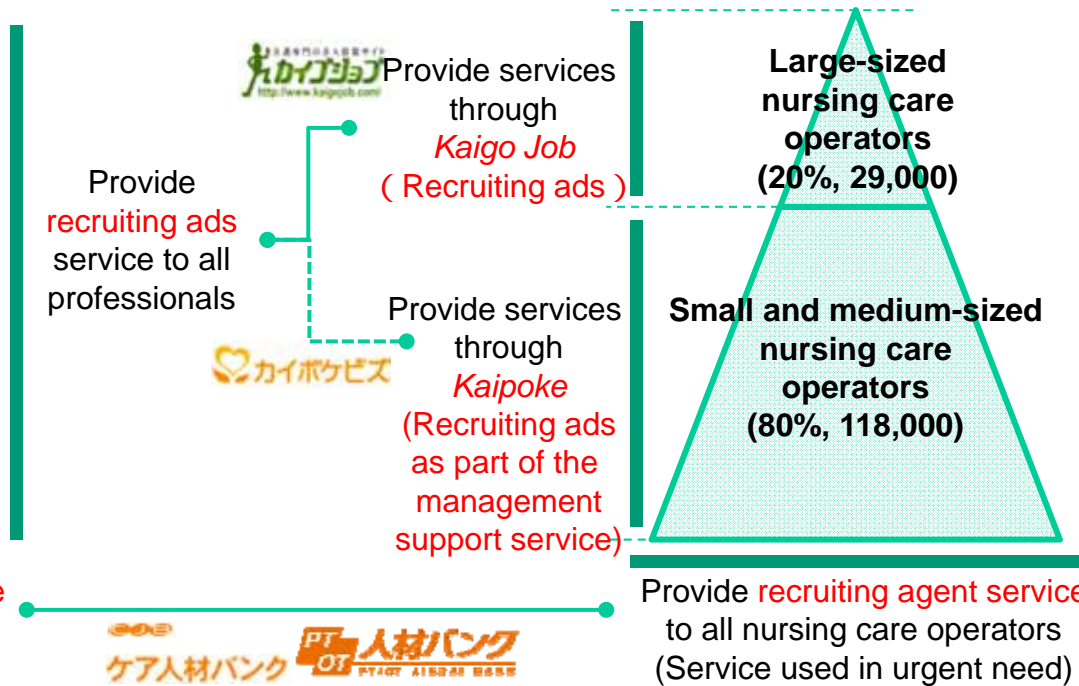 Provide
recruiting ads
service to all
professionals
カイゴジョブ
http://www.kaigojob.com/
Provide services
through
Kaigo Job
( Recruiting ads )
カイポケビズ
Provide services
through
Kaipoke
(Recruiting ads
as part of the
management
support service)
Large-sized
nursing care
operators
(20%, 29,000)
Small and medium-sized
nursing care
operators
(80%, 118,000)
e
ケア人材バンク
PT
OT 人材バンク
Provide recruiting agent service
to all nursing care operators
(Service used in urgent need)